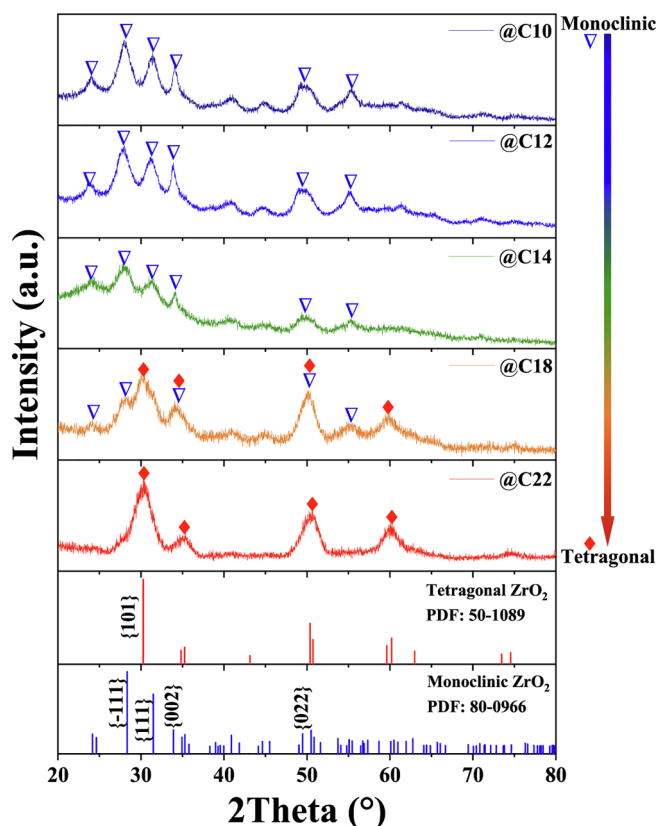 @C10
Monoclinic
@C12
@C14
@C18
@C22
Tetragonal
Intensity (a.u.)
Tetragonal ZrO₂
PDF: 50-1089
{101}
Monoclinic ZrO₂
PDF: 80-0966
{-111}
{111}
{002}
{022}
20 30 40 50 60 70 80
2Theta (°)